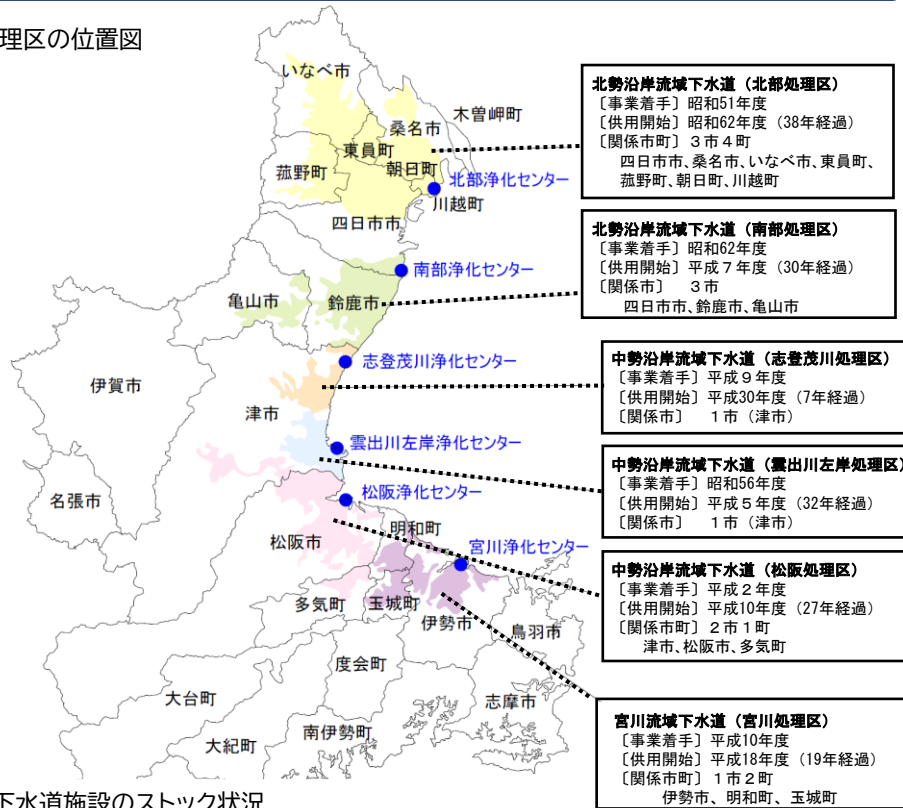 理区の位置図
いなべ市
木曽岬町
桑名市
東員町
朝日町
菰野町
北部浄化センター
川越町
四日市市
南部浄化センター
亀山市
鈴鹿市
志登茂川浄化センター
伊賀市
津市
雲出川左岸浄化センター
名張市
松阪浄化センター
明和町
松阪市
宮川浄化センター
多気町
玉城町
伊勢市
鳥羽市
度会町
大台町
志摩市
南伊勢町
大紀町
北勢沿岸流域下水道（北部処理区）
〔事業着手〕昭和51年度
〔供用開始〕昭和62年度（38年経過）
〔関係市町〕３市４町
四日市市、桑名市、いなべ市、東員町、
菰野町、朝日町、川越町
北勢沿岸流域下水道（南部処理区）
〔事業着手〕昭和62年度
〔供用開始〕平成７年度（30年経過）
〔関係市〕　３市
四日市市、鈴鹿市、亀山市
中勢沿岸流域下水道（志登茂川処理区）
〔事業着手〕平成９年度
〔供用開始〕平成30年度（7年経過）
〔関係市〕　１市（津市）
中勢沿岸流域下水道（雲出川左岸処理区）
〔事業着手〕昭和56年度
〔供用開始〕平成５年度（32年経過）
〔関係市〕　１市（津市）
中勢沿岸流域下水道（松阪処理区）
〔事業着手〕平成２年度
〔供用開始〕平成10年度（27年経過）
〔関係市町〕２市１町
津市、松阪市、多気町
宮川流域下水道（宮川処理区）
〔事業着手〕平成10年度
〔供用開始〕平成18年度（19年経過）
〔関係市町〕１市２町
伊勢市、明和町、玉城町
下水道施設のストック状況